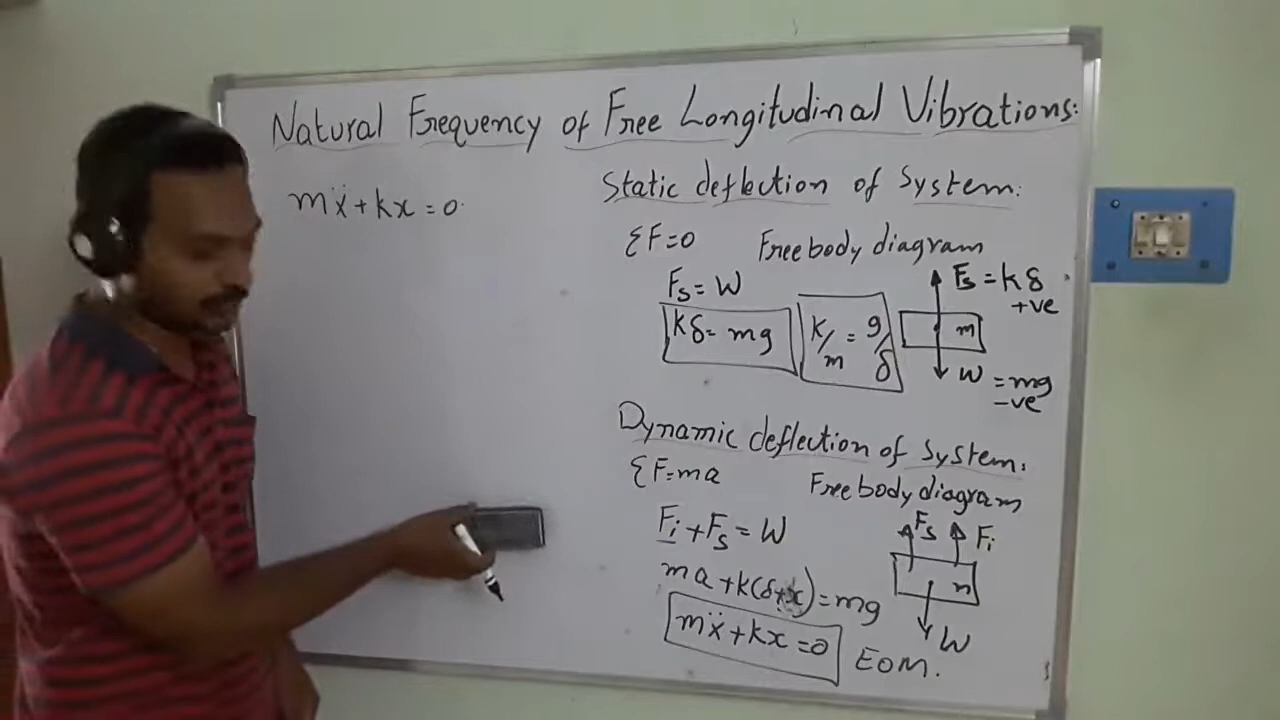 Natural Frequency of Free Longitudinal Vibrations:
mẍ+kx=0
Static deflection of System:
ΣF=0 Free body diagram
Fs=W
Fs=kδ
+ve
kδ=mg
k/m=g/δ
m
W=mg
-ve
Dynamic deflection of System:
ΣF=ma Free body diagram
Fi+Fs=W
Fs Fi
ma+k(δ+x)=mg
m
W
mẍ+kx=0 EOM.